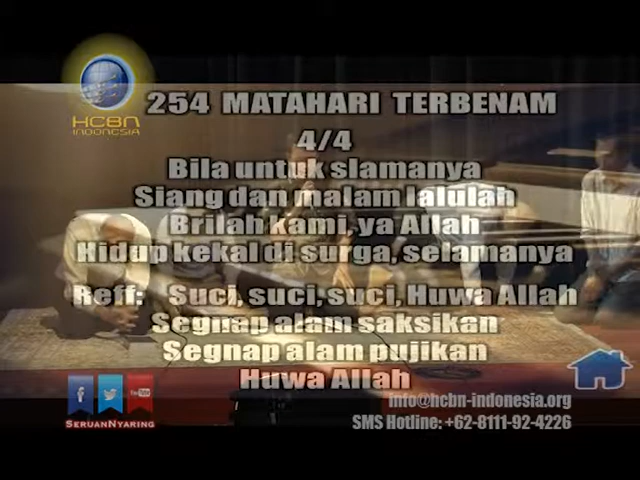 HCBN
INDONESIA
254 MATAHARI TERBENAM
4/4
Bila untuk slamanya
Siang dan malam lalulah
Brilah kami, ya Allah
Hidup kekal di surga, selamanya
Reff: Suci, suci, suci, Huwa Allah
Segnap alam saksikan
Segnap alam pujikan
Huwa Allah
f
You Tube
SERUANNYARING
info@hcbn-indonesia.org
SMS Hotline: +62-8111-92-4226